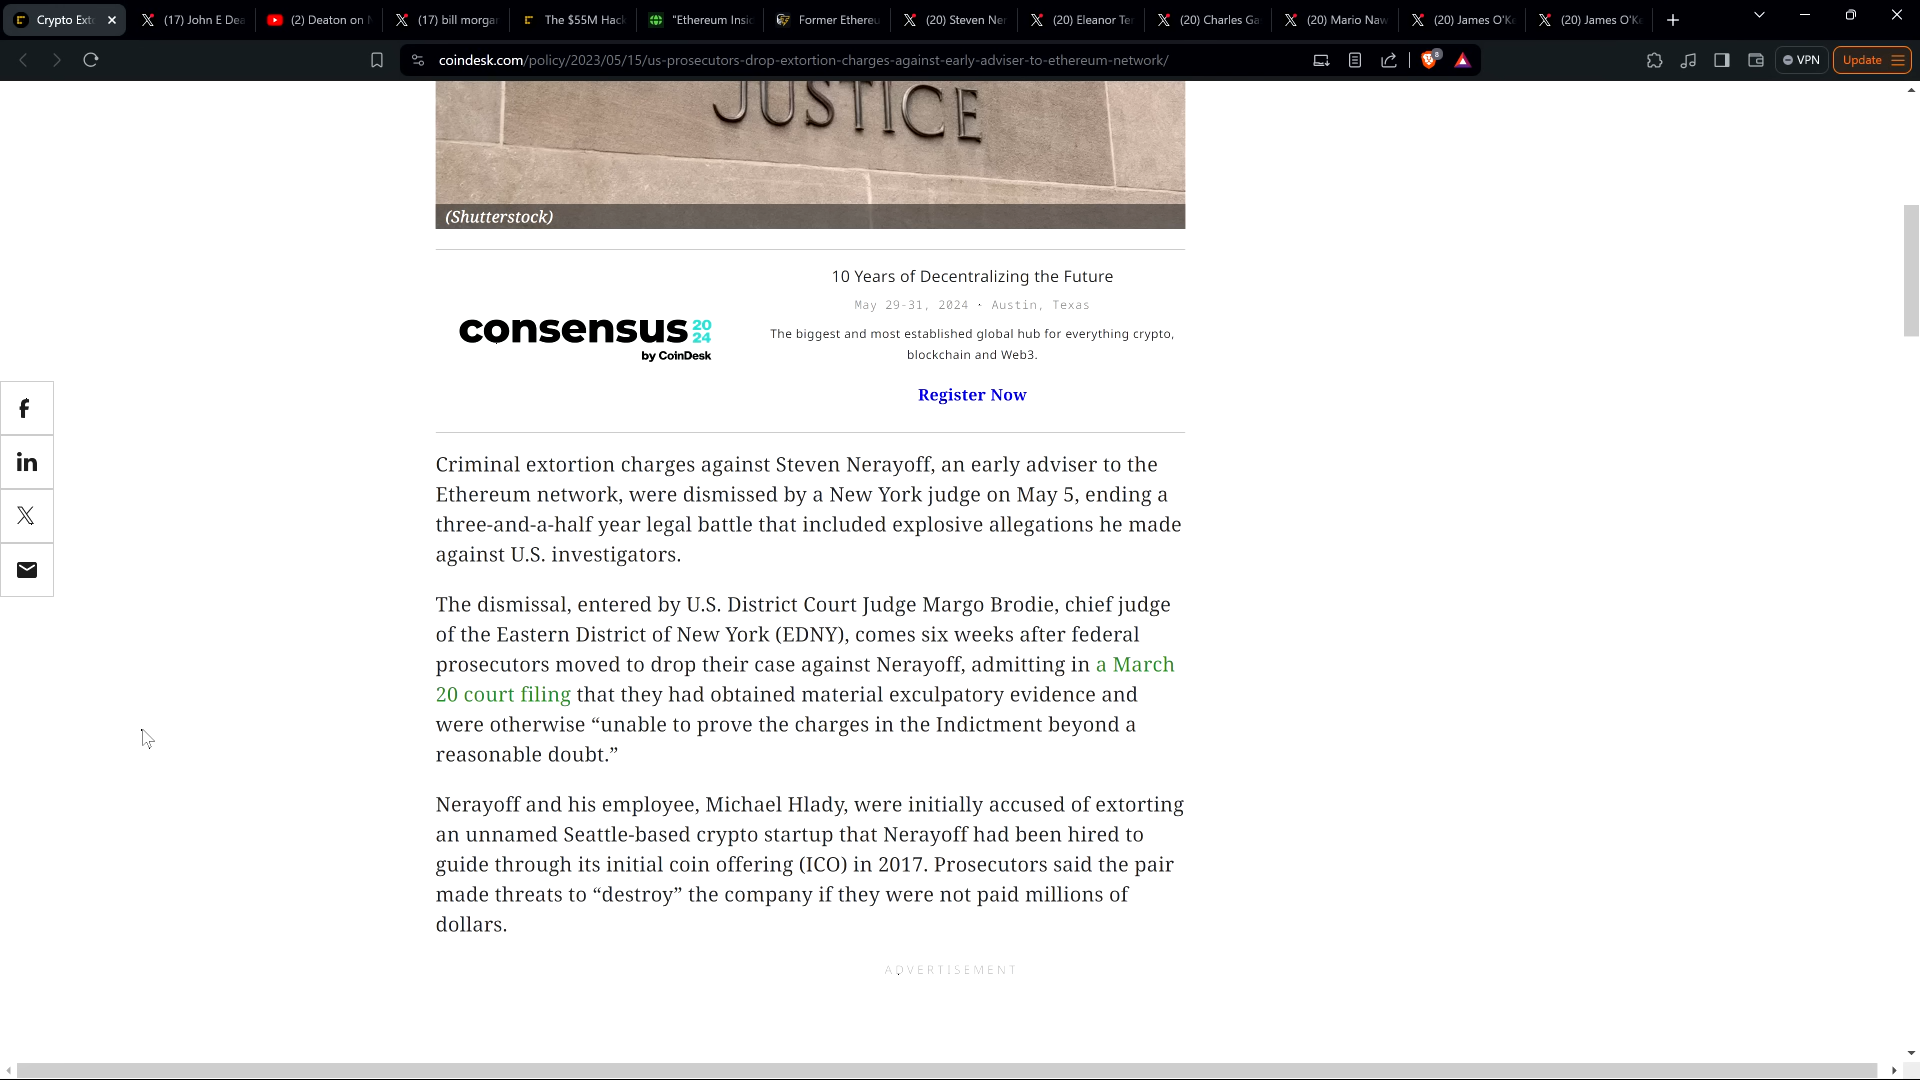 Crypto Ext
(17) John E Dea
(2) Deaton on
(17) bill morgan
The $55M Hack
"Ethereum Insid
Former Ethereu
(20) Steven Ner
(20) Eleanor Ter
(20) Charles Ga
(20) Mario Naw
(20) James O'Ke
(20) James O'Ke
coindesk.com/policy/2023/05/15/us-prosecutors-drop-extortion-charges-against-early-adviser-to-ethereum-network/
8
VPN
Update
JUSTICE
(Shutterstock)
consensus 2024
by CoinDesk
10 Years of Decentralizing the Future
May 29-31, 2024 · Austin, Texas
The biggest and most established global hub for everything crypto,
blockchain and Web3.
Register Now
Criminal extortion charges against Steven Nerayoff, an early adviser to the
Ethereum network, were dismissed by a New York judge on May 5, ending a
three-and-a-half year legal battle that included explosive allegations he made
against U.S. investigators.
The dismissal, entered by U.S. District Court Judge Margo Brodie, chief judge
of the Eastern District of New York (EDNY), comes six weeks after federal
prosecutors moved to drop their case against Nerayoff, admitting in a March
20 court filing that they had obtained material exculpatory evidence and
were otherwise “unable to prove the charges in the Indictment beyond a
reasonable doubt.”
Nerayoff and his employee, Michael Hlady, were initially accused of extorting
an unnamed Seattle-based crypto startup that Nerayoff had been hired to
guide through its initial coin offering (ICO) in 2017. Prosecutors said the pair
made threats to “destroy” the company if they were not paid millions of
dollars.
ADVERTISEMENT